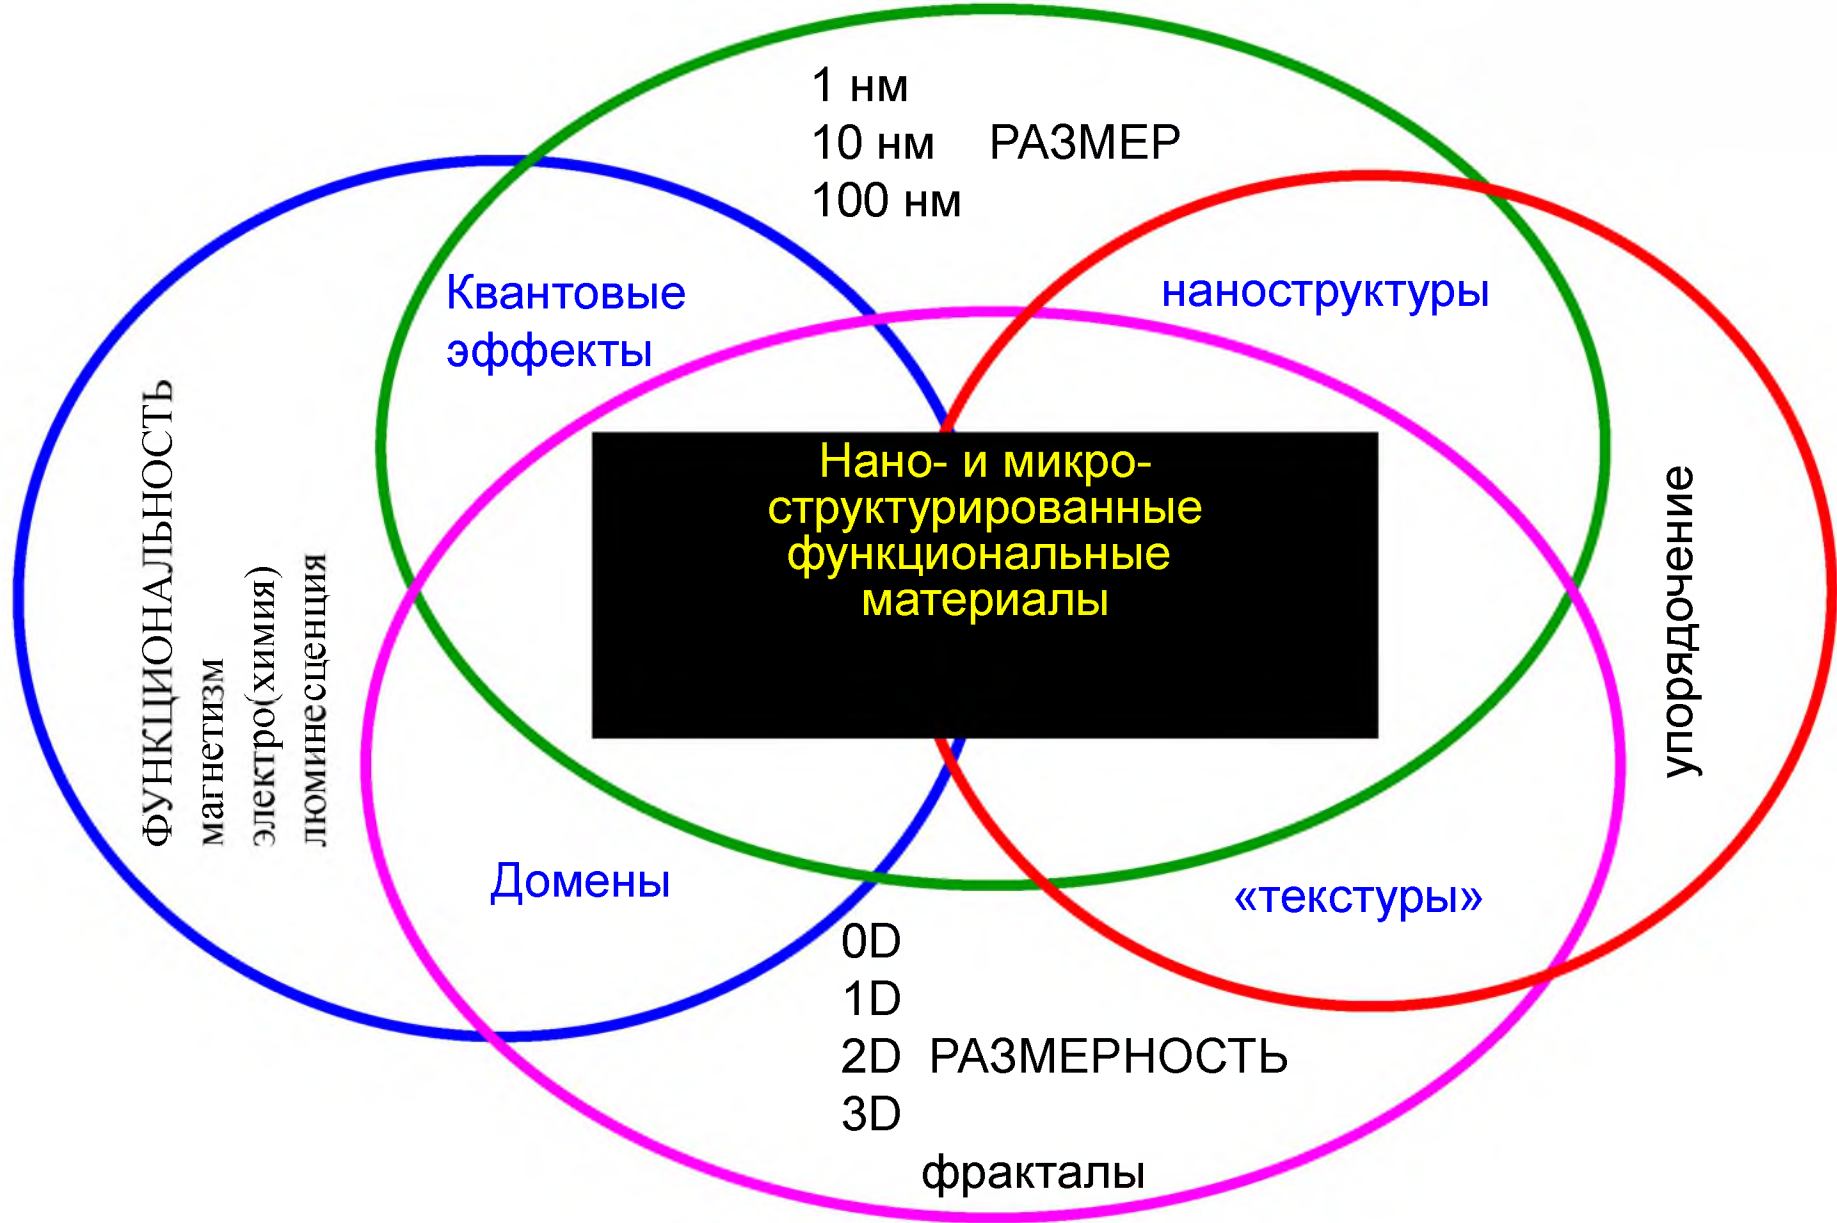 1 нм
10 нм РАЗМЕР
100 нм
Квантовые
эффекты
наноструктуры
ФУНКЦИОНАЛЬНОСТЬ
магнетизм
электро(химия)
люминесценция
Нано- и микро-
структурированные
функциональные
материалы
упорядочение
Домены
«текстуры»
0D
1D
2D РАЗМЕРНОСТЬ
3D
фракталы